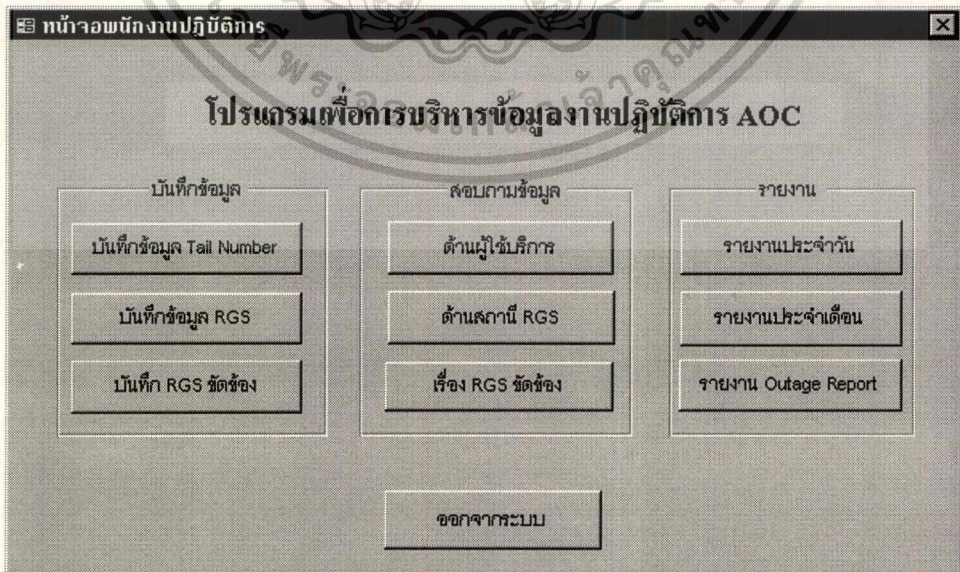 หน้าจอพนักงานปฏิบัติการ
โปรแกรมเพื่อการบริหารข้อมูลงานปฏิบัติการ AOC
บันทึกข้อมูล
บันทึกข้อมูล Tail Number
บันทึกข้อมูล RGS
บันทึก RGS ขัดข้อง
สอบถามข้อมูล
ด้านผู้ใช้บริการ
ด้านสถานี RGS
เรื่อง RGS ขัดข้อง
รายงาน
รายงานประจำวัน
รายงานประจำเดือน
รายงาน Outage Report
ออกจากระบบ